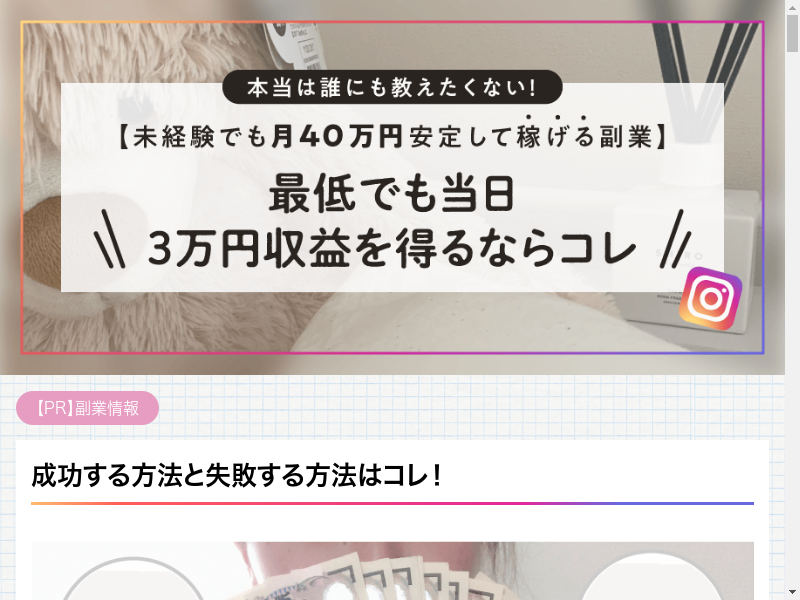 本当は誰にも教えたくない!
【未経験でも月40万円安定して稼げる副業】
最低でも当日
3万円収益を得るならコレ
【PR】副業情報
成功する方法と失敗する方法はコレ!